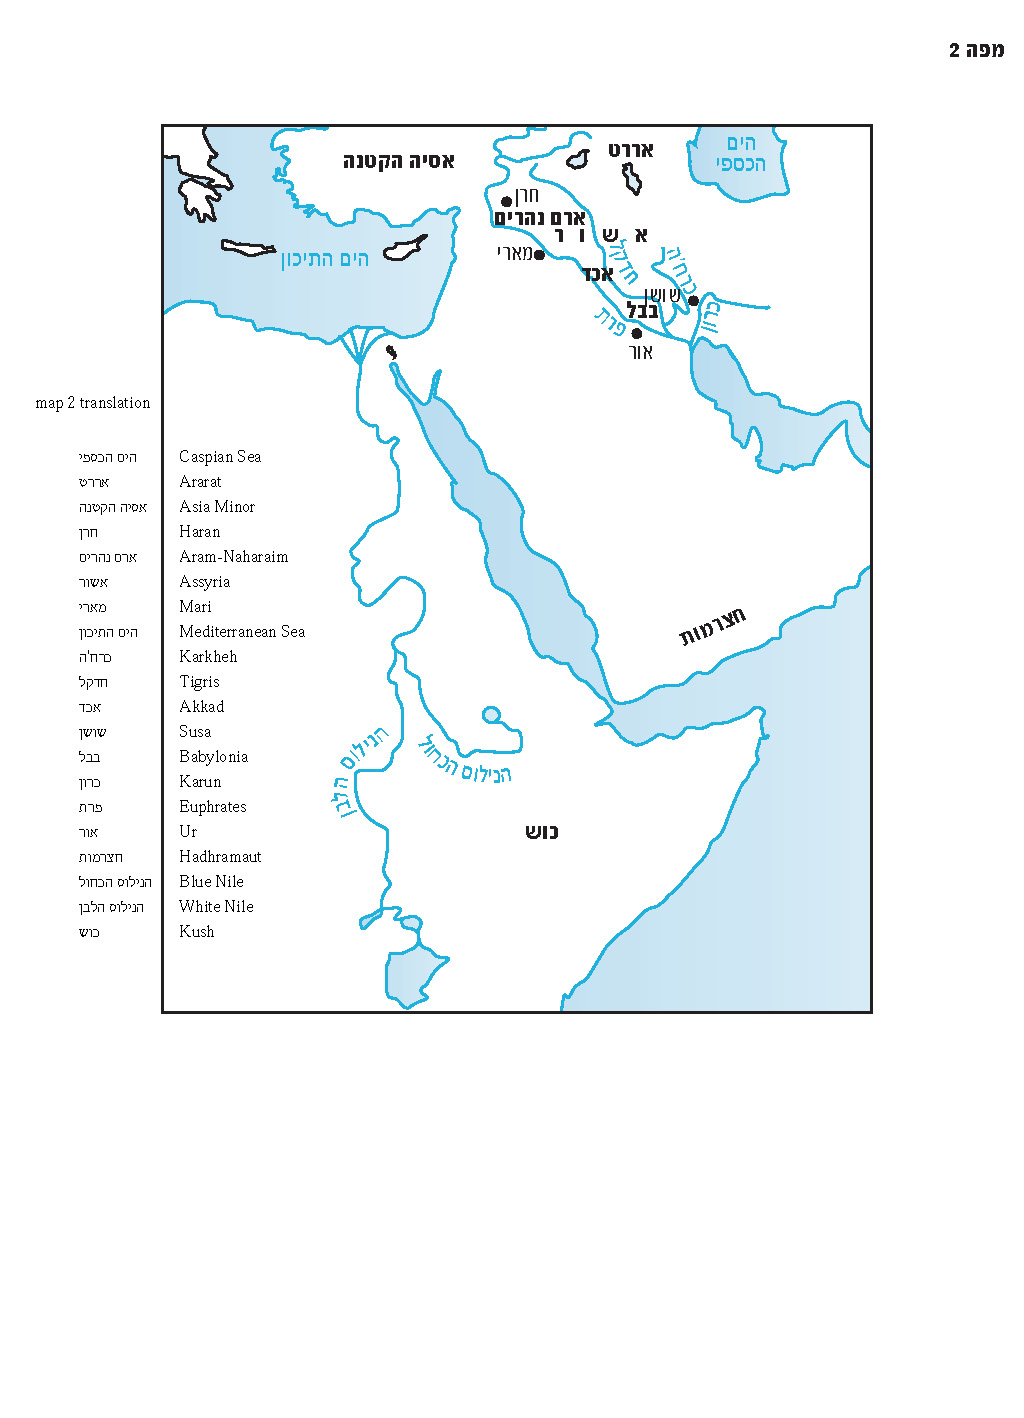 מפה 2
הים
הכספי
אררט
אסיה הקטנה
חרן
ארם נהרים
אשור
מארי
הים התיכון
כרח'ה
חדקל
אכד
שושן
בבל
כרון
פרת
אור
map 2 translation
הים הכספי Caspian Sea
אררט Ararat
אסיה הקטנה Asia Minor
חרן Haran
ארם נהרים Aram-Naharaim
אשור Assyria
מארי Mari
הים התיכון Mediterranean Sea
כרח'ה Karkheh
חדקל Tigris
אכד Akkad
שושן Susa
בבל Babylonia
כרון Karun
פרת Euphrates
אור Ur
חצרמות Hadhramaut
הנילוס הכחול Blue Nile
הנילוס הלבן White Nile
כוש Kush
חצרמות
הנילוס הלבן
הנילוס הכחול
כוש